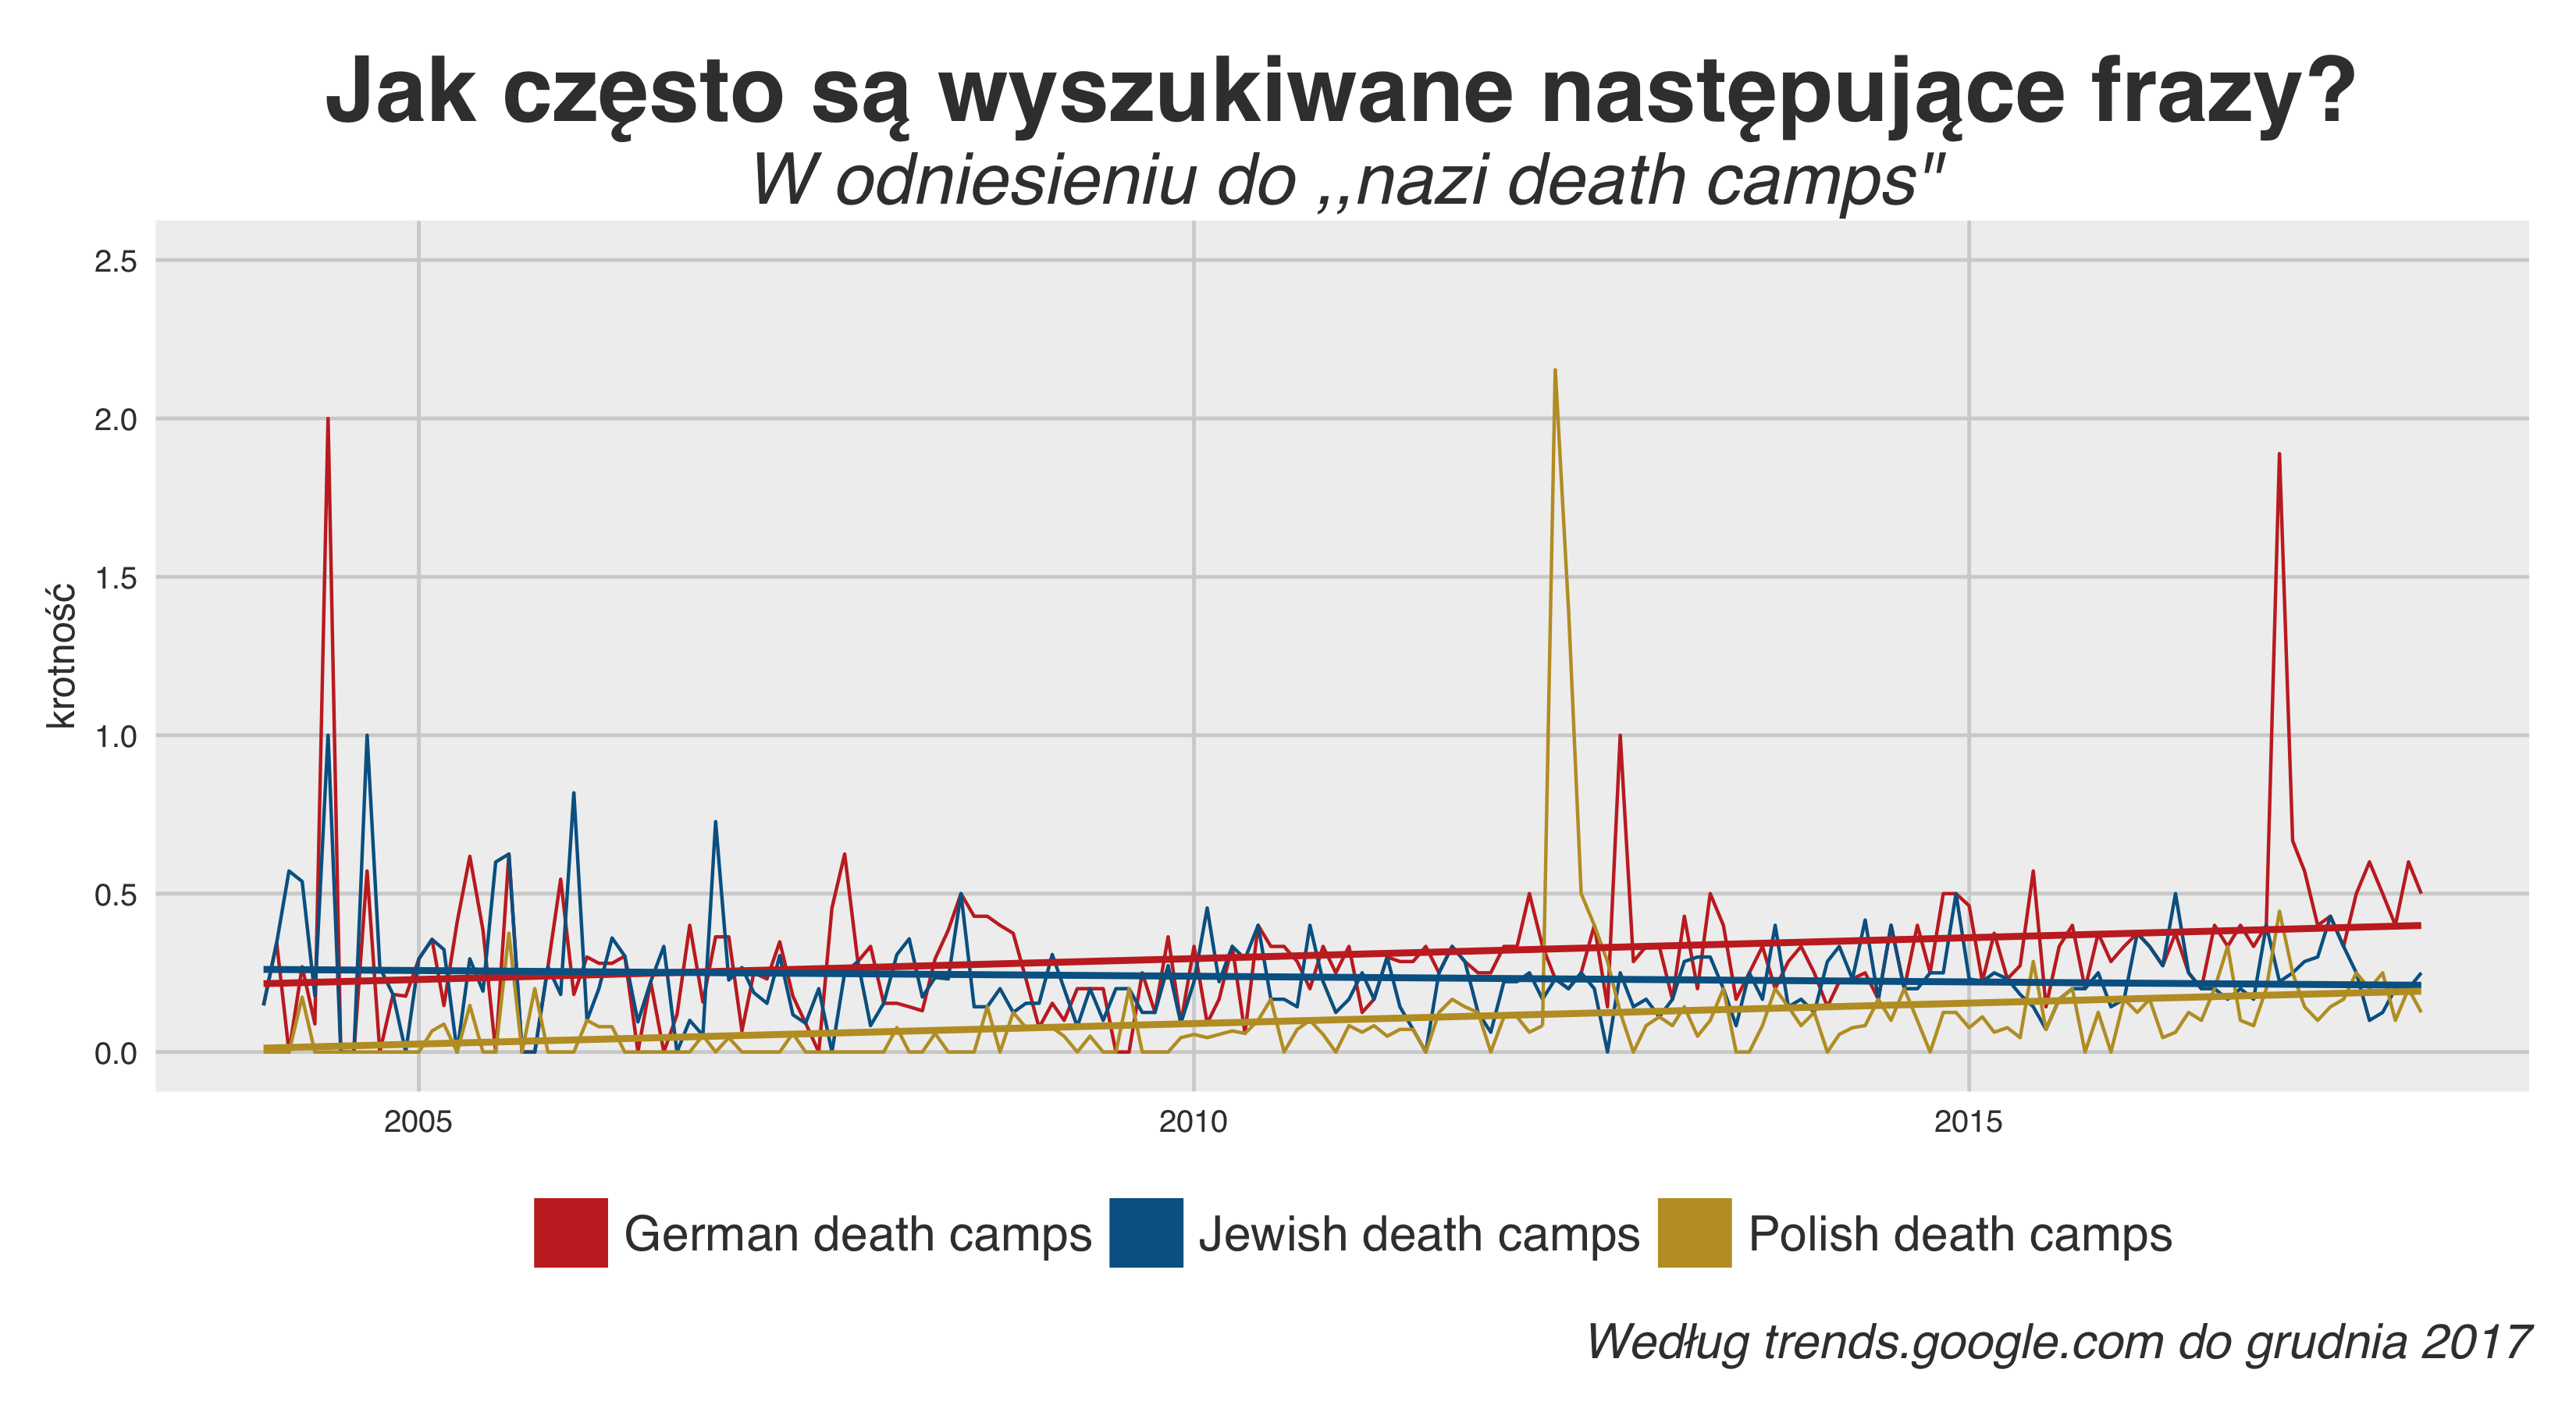 Jak często są wyszukiwane następujące frazy?
W odniesieniu do ,,nazi death camps"
2.5
2.0
1.5
1.0
0.5
0.0
krotność
2005 2010 2015
German death camps Jewish death camps Polish death camps
Według trends.google.com do grudnia 2017